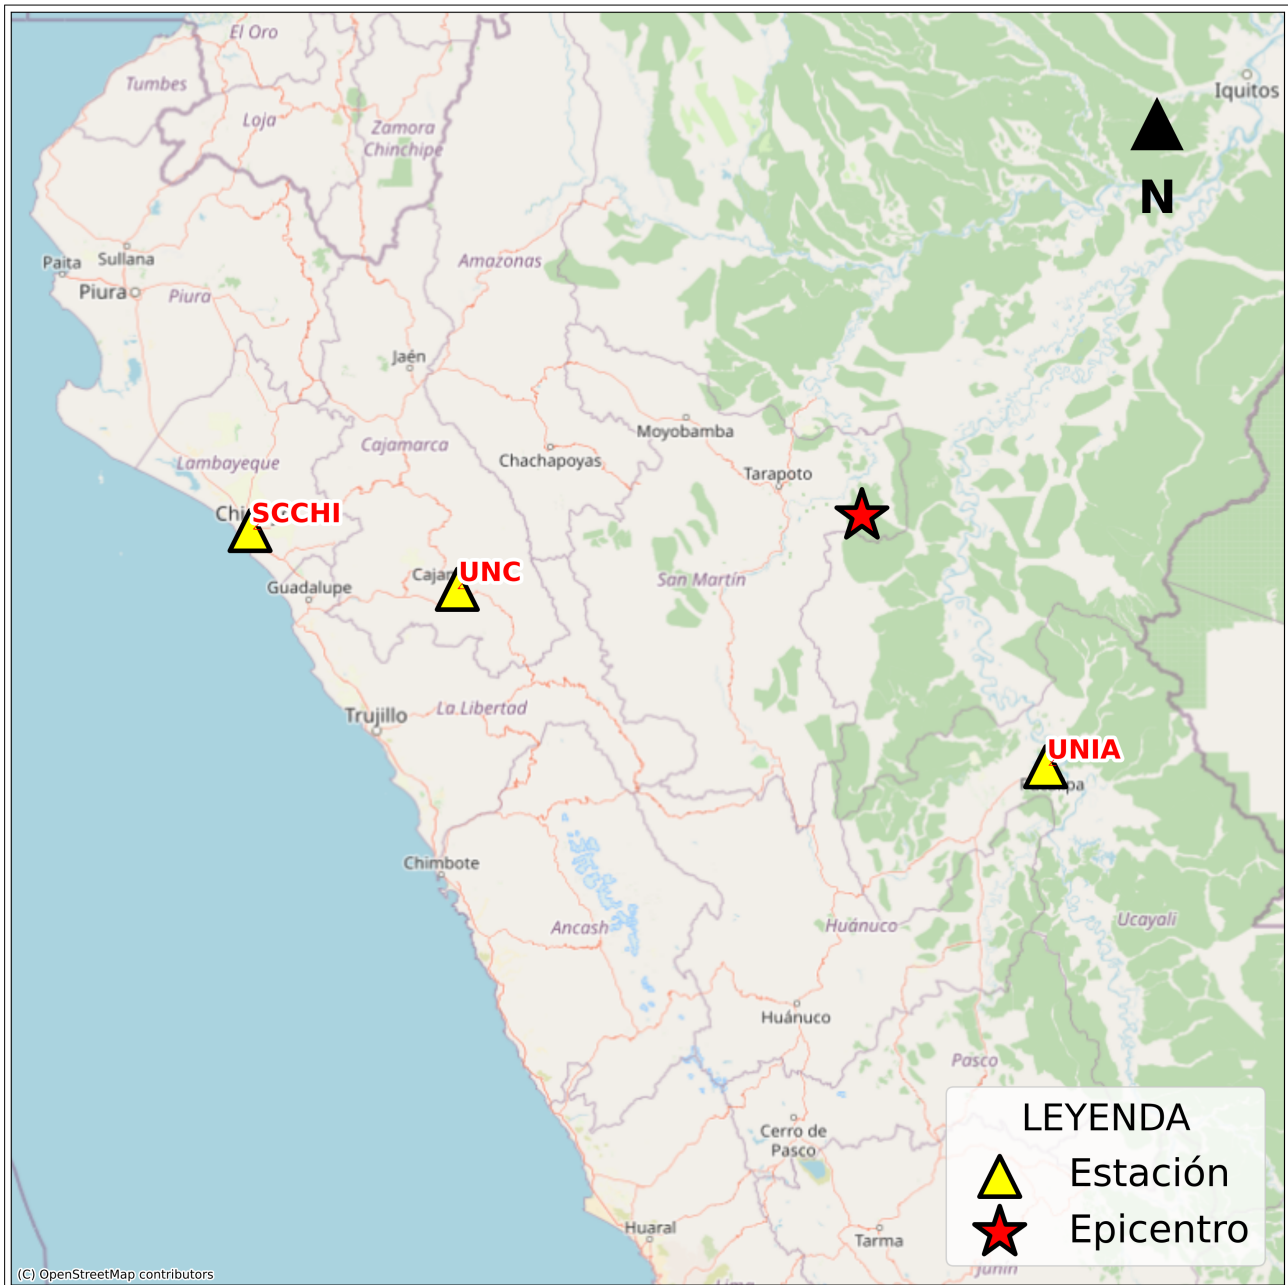 El Oro
Tumbes
Loja
Zamora
Chinchipe
Iquitos
N
Amazonas
Paita
Sullana
Piura
Piura
Jaén
Cajamarca
Moyobamba
Chachapoyas
Lambayeque
Tarapoto
SCCHI
UNC
Guadalupe
San Martín
Trujillo
La Libertad
UNIA
Chimbote
Ancash
Huánuco
Ucayali
Huánuco
Pasco
LEYENDA
Cerro de
Pasco
Estación
Epicentro
Huaral
Tarma
Junín
Lima
(C) OpenStreetMap contributors